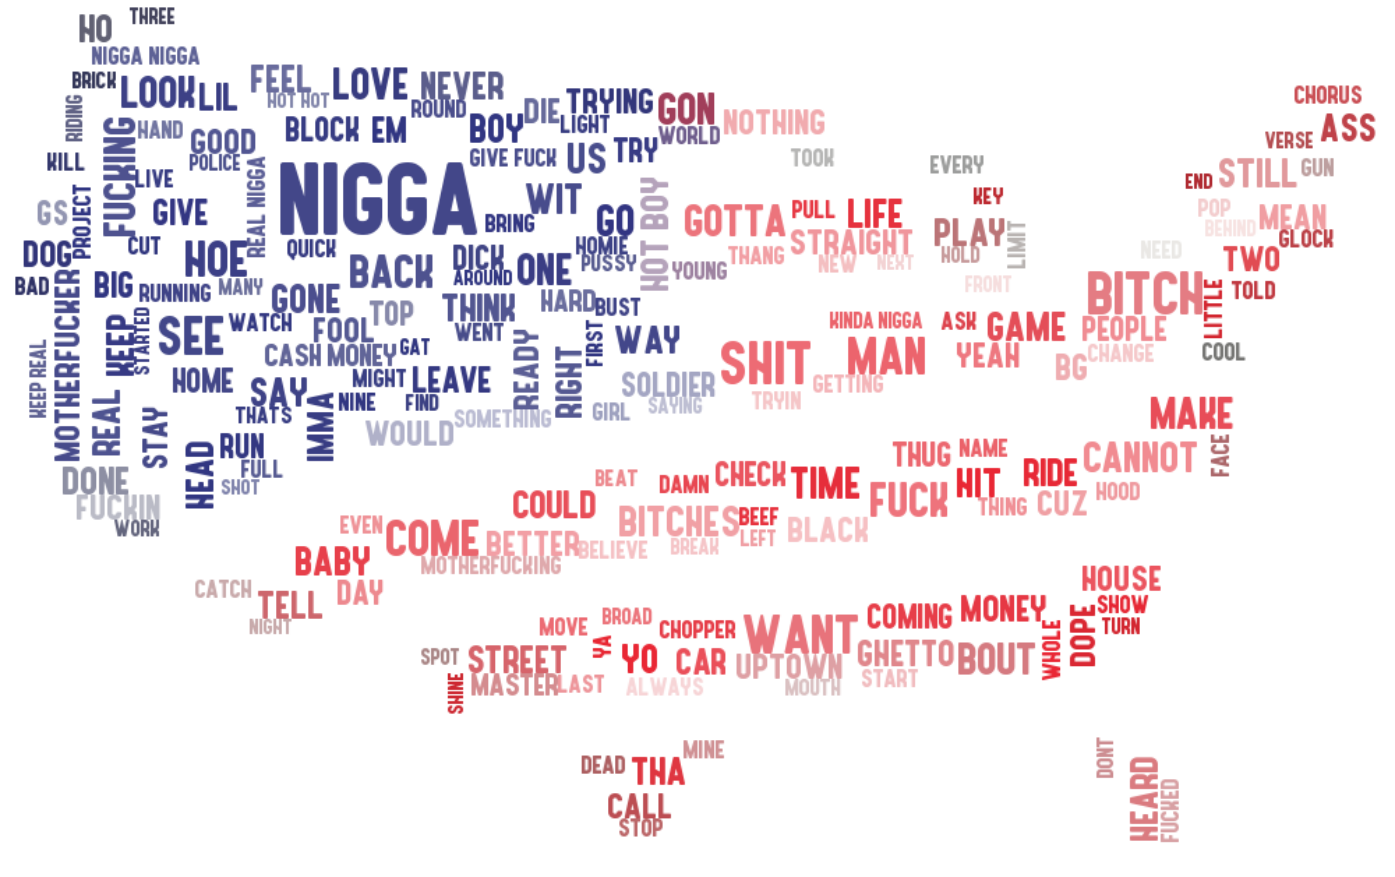 HO
THREE
NIGGA NIGGA
BRICK
LOOK
LIL
FEEL
HOT HOT
LOVE
NEVER
ROUND
RIDING
HAND
FUCKING
GOOD
POLICE
BLOCK
EM
BOY
DIE
LIGHT
TRYING
GON
WORLD
NOTHING
KILL
LIVE
REAL NIGGA
NIGGA
GIVE FUCK
US
TRY
TOOK
EVERY
CHORUS
ASS
VERSE
GS
PROJECT
GIVE
CUT
QUICK
BRING
WIT
GO
HOMIE
PUSSY
HOT BOY
GOTTA
PULL
LIFE
STRAIGHT
THANG
NEW
NEXT
YOUNG
KEY
PLAY
HOLD
LIMIT
FRONT
END
STILL
GUN
POP
BEHIND
MEAN
GLOCK
NEED
TWO
TOLD
DOG
BAD
MOTHERFUCKER
BIG
RUNNING
MANY
HOE
BACK
DICK
AROUND
ONE
HARD
BUST
GONE
TOP
THINK
WENT
KEEP
STARTED
SEE
WATCH
FOOL
CASH MONEY
GAT
READY
RIGHT
FIRST
WAY
BITCH
LITTLE
KINDA NIGGA
ASK
GAME
PEOPLE
CHANGE
COOL
KEEP REAL
REAL
HOME
SAY
THATS
MIGHT
LEAVE
NINE
FIND
SOMETHING
SOLDIER
SAYING
GIRL
SHIT
MAN
GETTING
TRYIN
YEAH
BG
MAKE
STAY
HEAD
RUN
FULL
SHOT
IMMA
WOULD
DONE
FUCKIN
WORK
BEAT
DAMN
CHECK
TIME
THUG
NAME
HIT
RIDE
CANNOT
FACE
COULD
BITCHES
BEEF
LEFT
BLACK
FUCK
THING
CUZ
HOOD
EVEN
COME
BETTER
BELIEVE
BREAK
MOTHERFUCKING
BABY
DAY
CATCH
TELL
NIGHT
HOUSE
SHOW
TURN
MOVE
BROAD
CHOPPER
WANT
COMING
MONEY
WHOLE
DOPE
SPOT
STREET
YA
YO
CAR
UPTOWN
GHETTO
BOUT
SHINE
MASTER
LAST
ALWAYS
MOUTH
START
DEAD
THA
MINE
CALL
STOP
DONT
HEARD
FUCKED